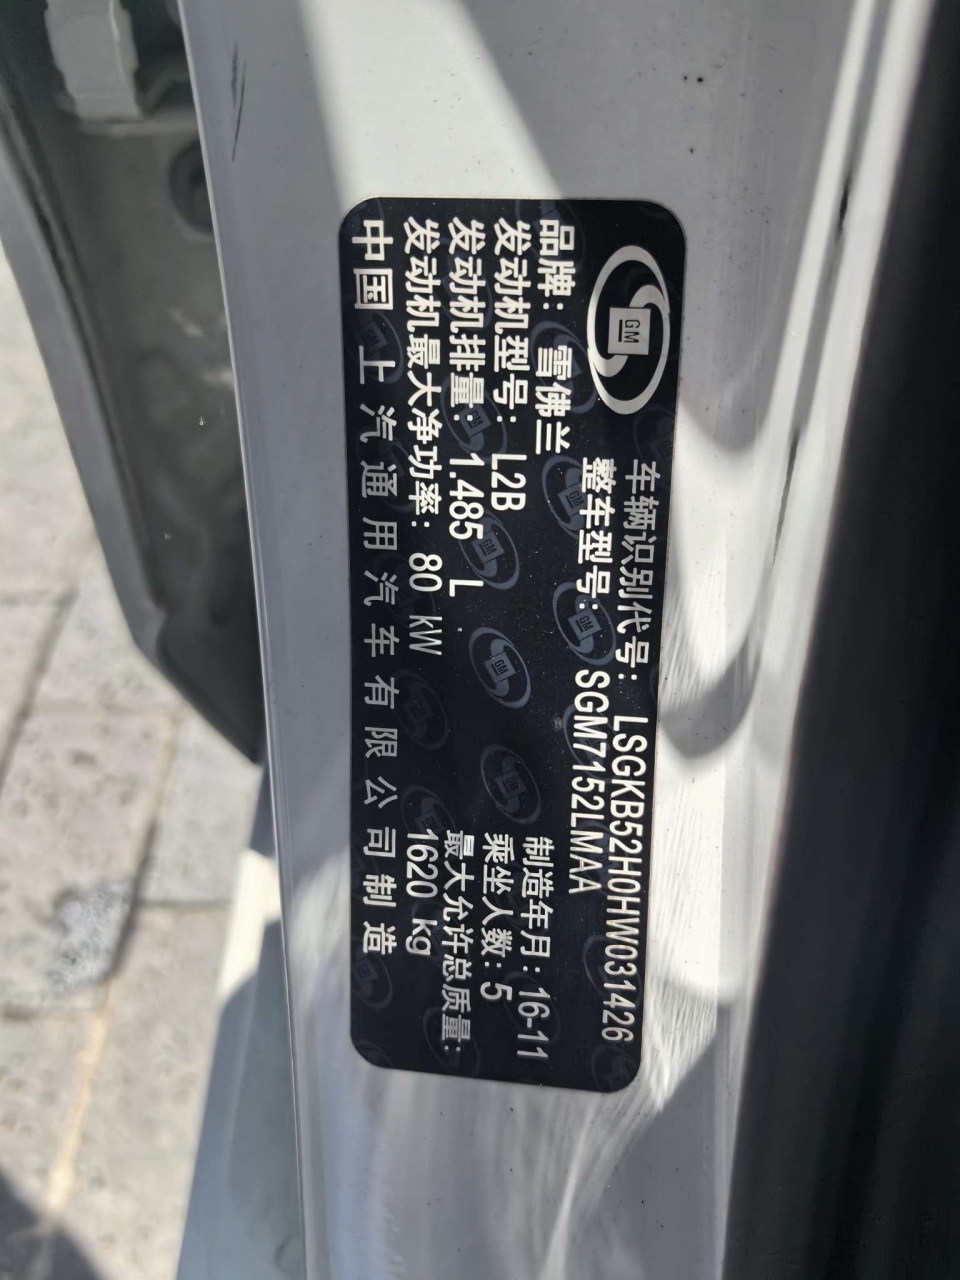 GM
车辆识别代号: LSGKB52H0HW031426
整车型号: SGM7152LMAA
品牌: 雪佛兰
发动机型号: L2B
制造年月: 16-11
发动机排量: 1.485 L
乘坐人数: 5
发动机最大净功率: 80 kW
最大允许总质量:
1620 kg
中国 上汽通用汽车有限公司制造